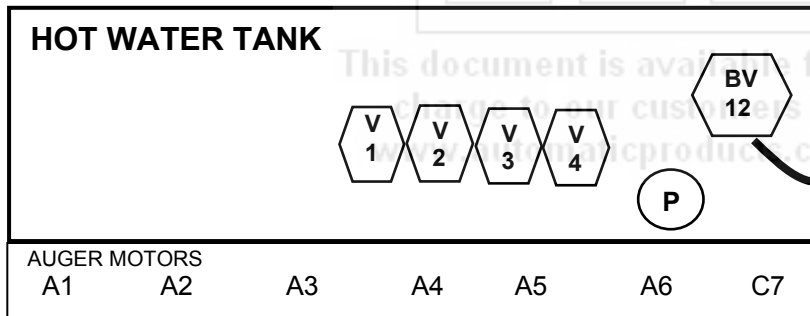 HOT WATER TANK
This document is available f
charge to our customers
www.automaticproducts.c
BV
12
V V V V
1 2 3 4
P
AUGER MOTORS
A1 A2 A3 A4 A5 A6 C7